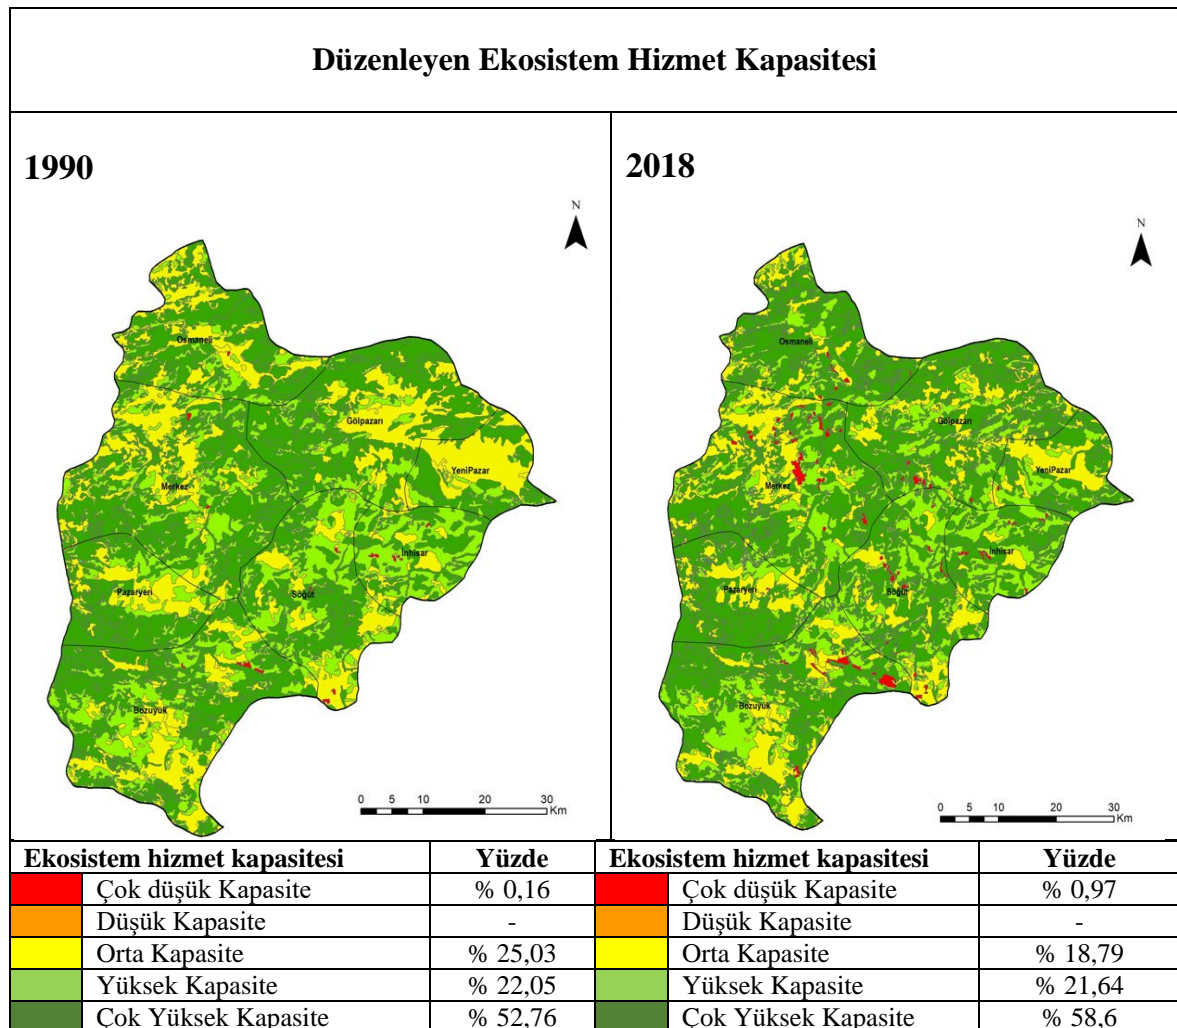 Düzenleyen Ekosistem Hizmet Kapasitesi
1990
N
Osmaneli
Gölpazarı
YeniPazar
Merkez
İnhisar
Pazaryeri
Söğüt
Bozüyük
0 5 10 20 30
Km
2018
N
Osmaneli
Gölpazarı
YeniPazar
Merkez
İnhisar
Pazaryeri
Söğüt
Bozüyük
0 5 10 20 30
Km
Ekosistem hizmet kapasitesi Yüzde Ekosistem hizmet kapasitesi Yüzde
Çok düşük Kapasite % 0,16 Çok düşük Kapasite % 0,97
Düşük Kapasite - Düşük Kapasite -
Orta Kapasite % 25,03 Orta Kapasite % 18,79
Yüksek Kapasite % 22,05 Yüksek Kapasite % 21,64
Çok Yüksek Kapasite % 52,76 Çok Yüksek Kapasite % 58,6